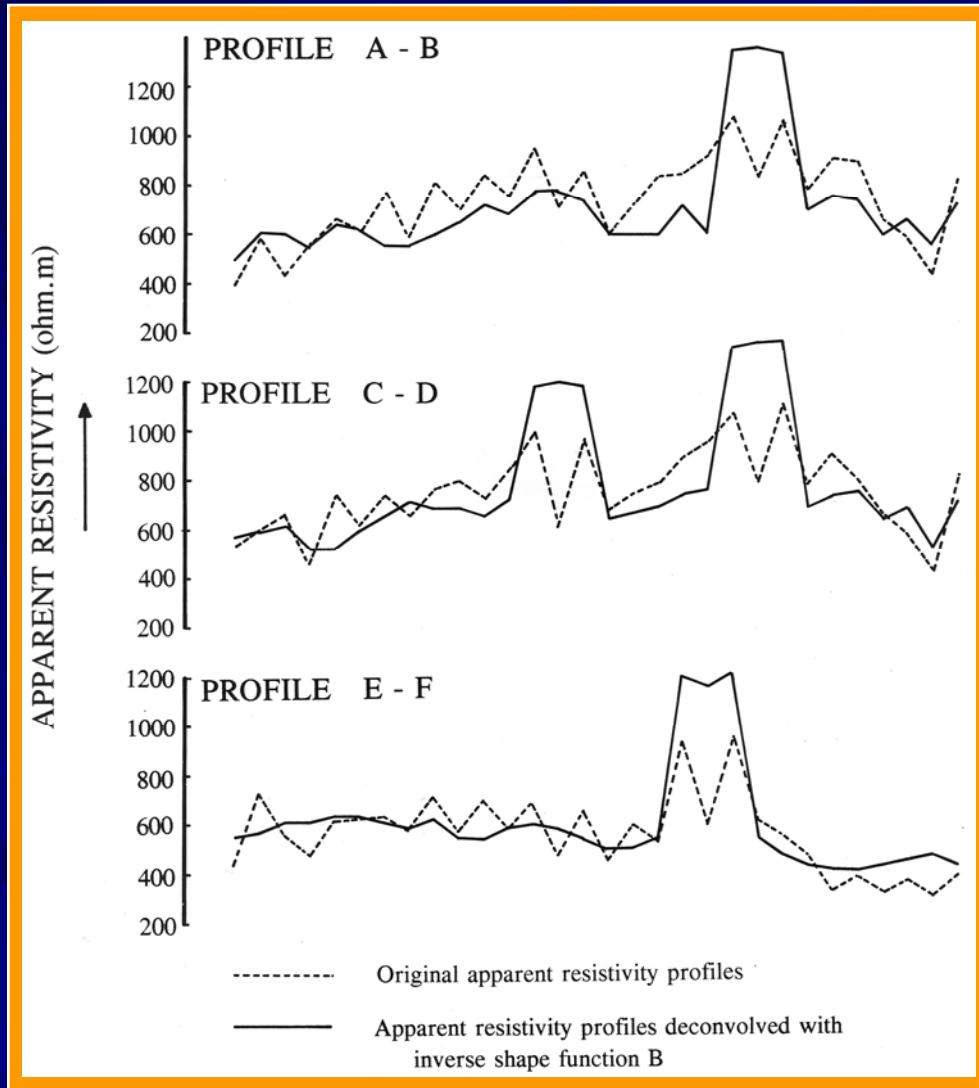 APPARENT RESISTIVITY (ohm.m)
PROFILE A - B
1200
1000
800
600
400
200
PROFILE C - D
1200
1000
800
600
400
200
PROFILE E - F
1200
1000
800
600
400
200
Original apparent resistivity profiles
Apparent resistivity profiles deconvolved with
inverse shape function B